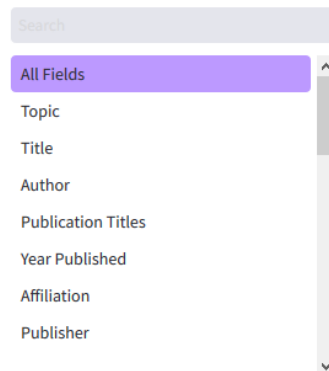 Search
All Fields
Topic
Title
Author
Publication Titles
Year Published
Affiliation
Publisher